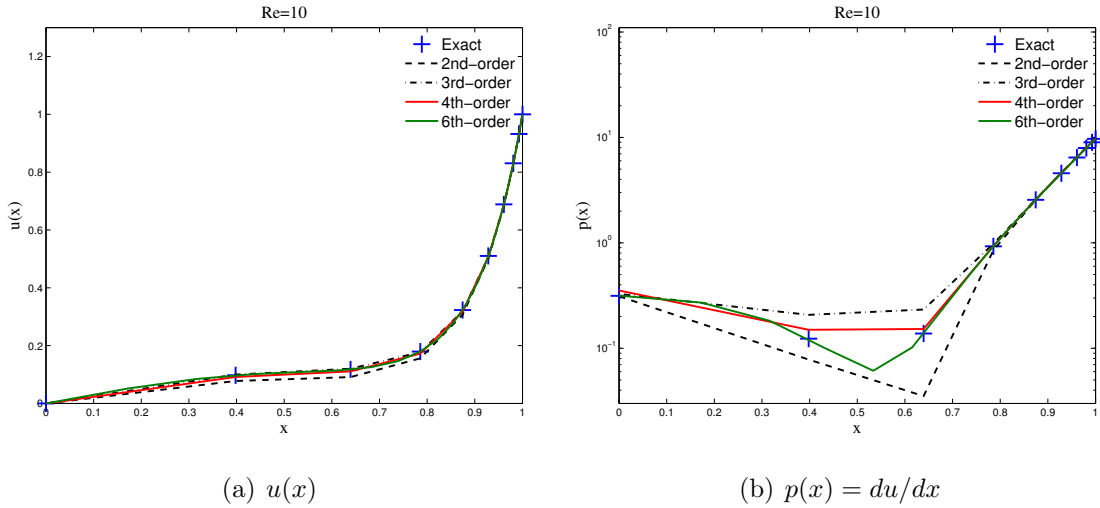 Re=10
1.2
1
0.8
0.6
0.4
0.2
0
u(x)
0 0.1 0.2 0.3 0.4 0.5 0.6 0.7 0.8 0.9 1
x
Exact
2nd-order
3rd-order
4th-order
6th-order
(a) u(x)
Re=10
10^2
10^1
10^0
10^-1
p(x)
0 0.1 0.2 0.3 0.4 0.5 0.6 0.7 0.8 0.9 1
x
Exact
2nd-order
3rd-order
4th-order
6th-order
(b) p(x) = du/dx